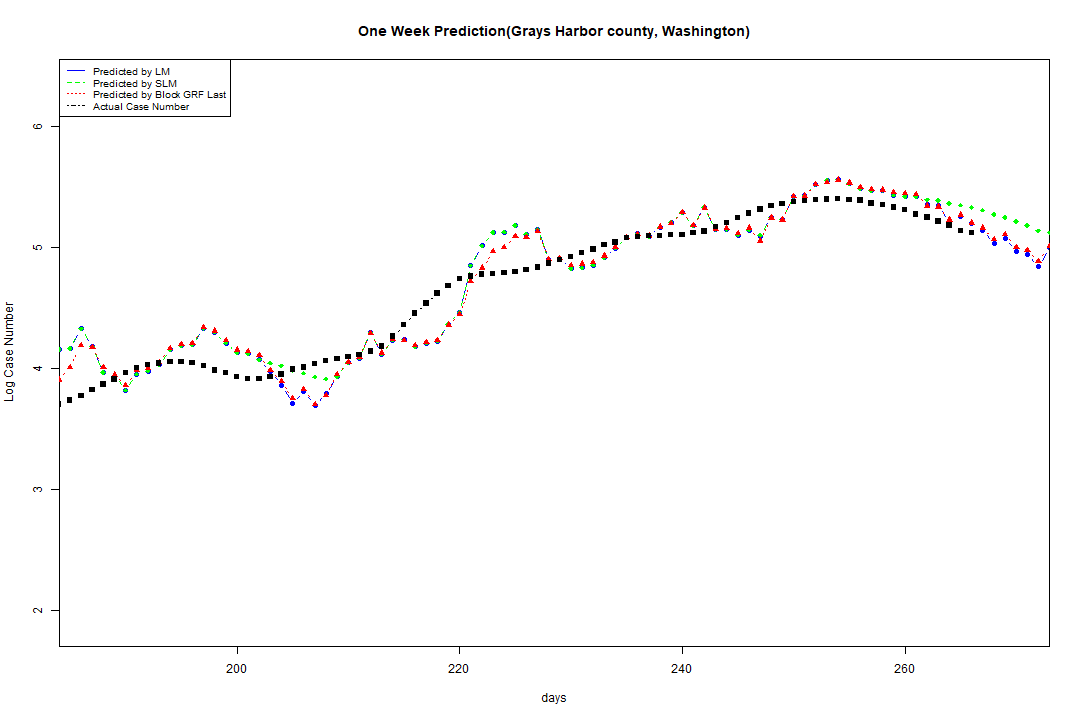 One Week Prediction(Grays Harbor county, Washington)
Predicted by LM
Predicted by SLM
Predicted by Block GRF Last
Actual Case Number
6
5
4
3
2
Log Case Number
200 220 240 260
days